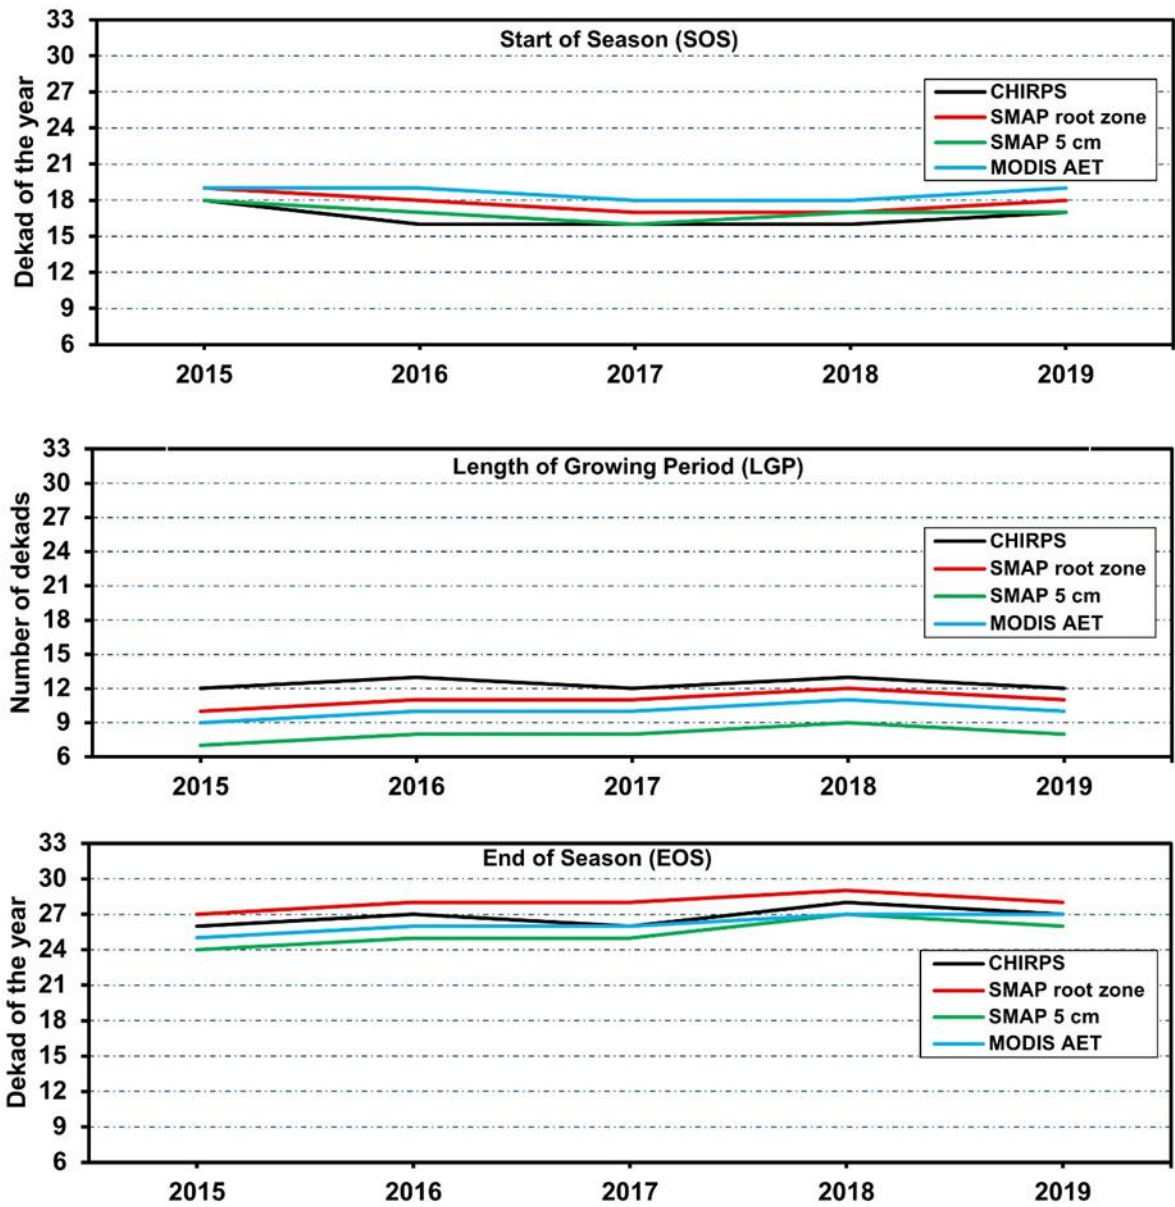 Start of Season (SOS)
Dekad of the year
33
30
27
24
21
18
15
12
9
6
CHIRPS
SMAP root zone
SMAP 5 cm
MODIS AET
2015 2016 2017 2018 2019
Length of Growing Period (LGP)
Number of dekads
33
30
27
24
21
18
15
12
9
6
CHIRPS
SMAP root zone
SMAP 5 cm
MODIS AET
2015 2016 2017 2018 2019
End of Season (EOS)
Dekad of the year
33
30
27
24
21
18
15
12
9
6
CHIRPS
SMAP root zone
SMAP 5 cm
MODIS AET
2015 2016 2017 2018 2019